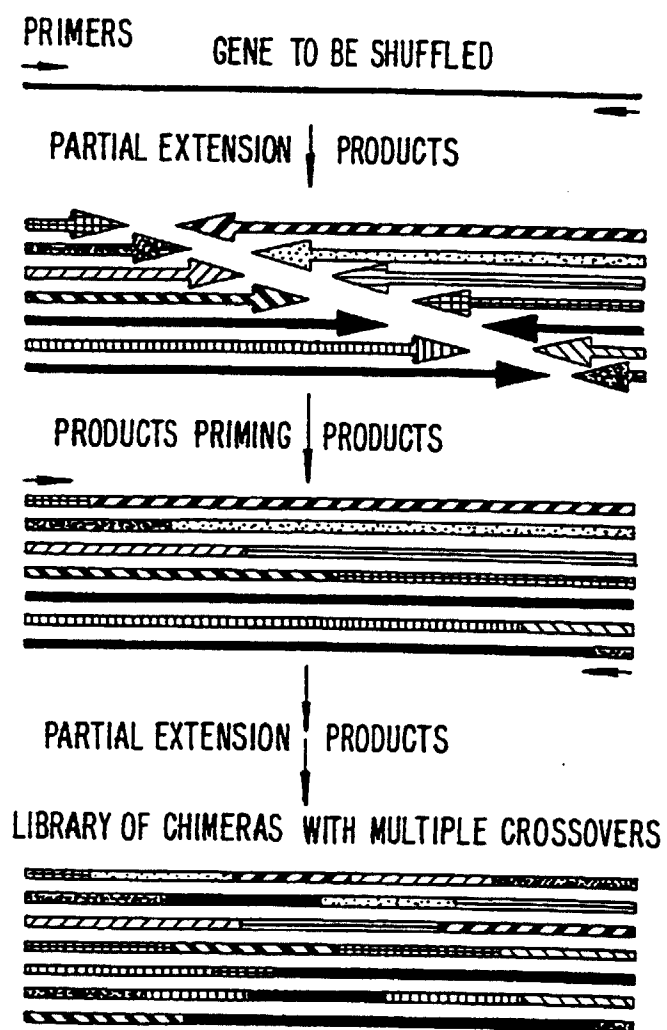 PRIMERS
GENE TO BE SHUFFLED
PARTIAL EXTENSION PRODUCTS
PRODUCTS PRIMING PRODUCTS
PARTIAL EXTENSION PRODUCTS
LIBRARY OF CHIMERAS WITH MULTIPLE CROSSOVERS